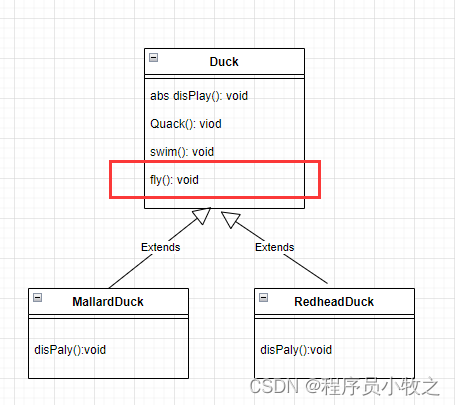 Duck
abs disPlay(): void
Quack(): viod
swim(): void
fly(): void
Extends
Extends
MallardDuck
RedheadDuck
disPaly():void
disPaly():void
CSDN @程序员小牧之